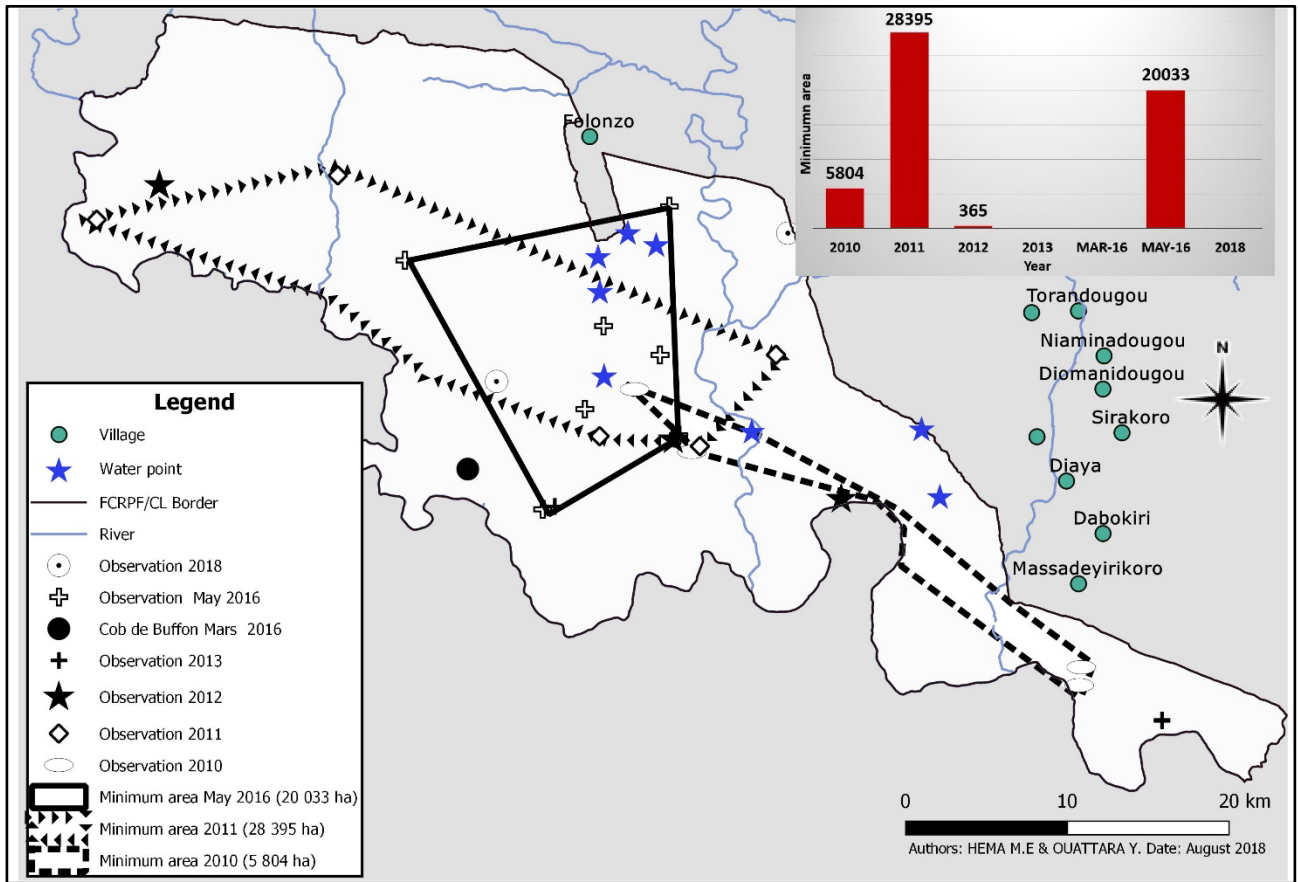 28395
20033
5804
365
Minimumn area
2010 2011 2012 2013 MAR-16 MAY-16 2018
Year
Folonzo
Torandougou
Niaminadougou
Diomanidougou
Sirakoro
Djaya
Dabokiri
Massadeyirikoro
N
Legend
Village
Water point
FCRPF/CL Border
River
Observation 2018
Observation May 2016
Cob de Buffon Mars 2016
Observation 2013
Observation 2012
Observation 2011
Observation 2010
Minimum area May 2016 (20 033 ha)
Minimum area 2011 (28 395 ha)
Minimum area 2010 (5 804 ha)
0 10 20 km
Authors: HEMA M.E & OUATTARA Y. Date: August 2018